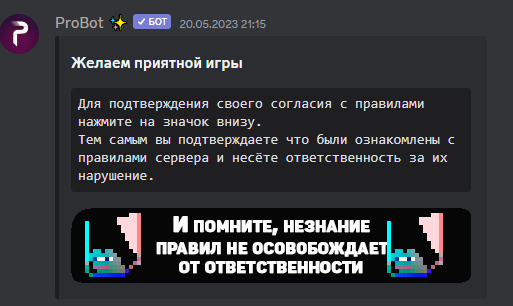 ProBot ✨ ✓ БОТ 20.05.2023 21:15
Желаем приятной игры
Для подтверждения своего согласия с правилами
нажмите на значок внизу.
Тем самым вы подтверждаете что были ознакомлены с
правилами сервера и несёте ответственность за их
нарушение.
И ПОМНИТЕ, НЕЗНАНИЕ
ПРАВИЛ НЕ ОСОВОБОЖДАЕТ
ОТ ОТВЕТСТВЕННОСТИ